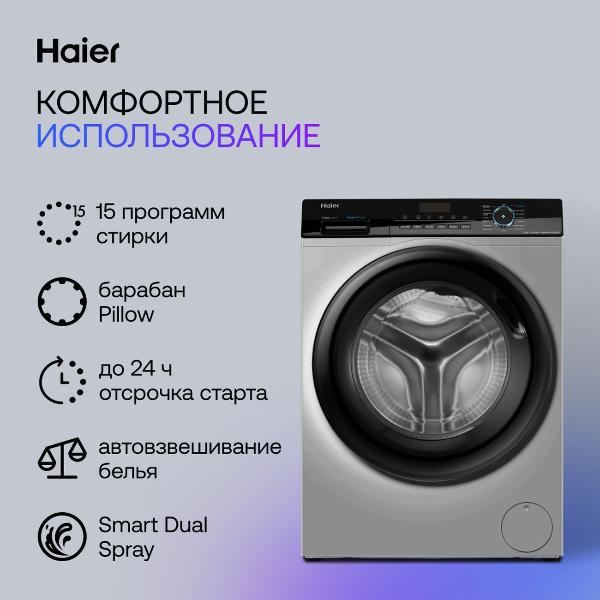 Haier
КОМФОРТНОЕ
ИСПОЛЬЗОВАНИЕ
15
15 программ
стирки
барабан
Pillow
до 24 ч
отсрочка старта
автовзвешивание
белья
Smart Dual
Spray
Haier